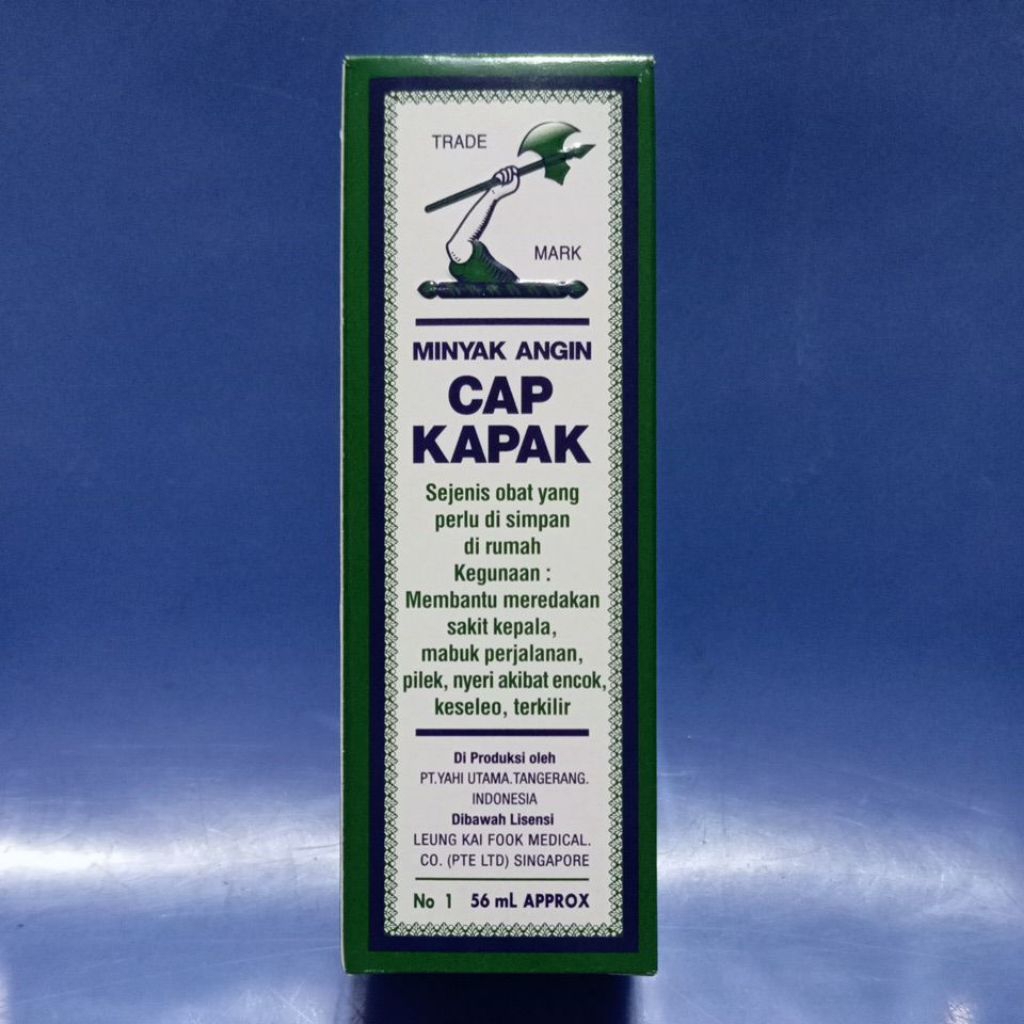 TRADE
MARK
MINYAK ANGIN
CAP
KAPAK
Sejenis obat yang
perlu di simpan
di rumah
Kegunaan :
Membantu meredakan
sakit kepala,
mabuk perjalanan,
pilek, nyeri akibat encok,
keseleo, terkilir
Di Produksi oleh
PT.YAHI UTAMA.TANGERANG.
INDONESIA
Dibawah Lisensi
LEUNG KAI FOOK MEDICAL.
CO. (PTE LTD) SINGAPORE
No 1 56 mL APPROX